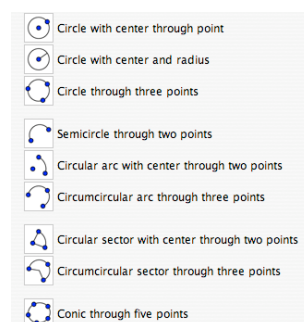 Circle with center through point
Circle with center and radius
Circle through three points
Semicircle through two points
Circular arc with center through two points
Circumcircular arc through three points
Circular sector with center through two points
Circumcircular sector through three points
Conic through five points